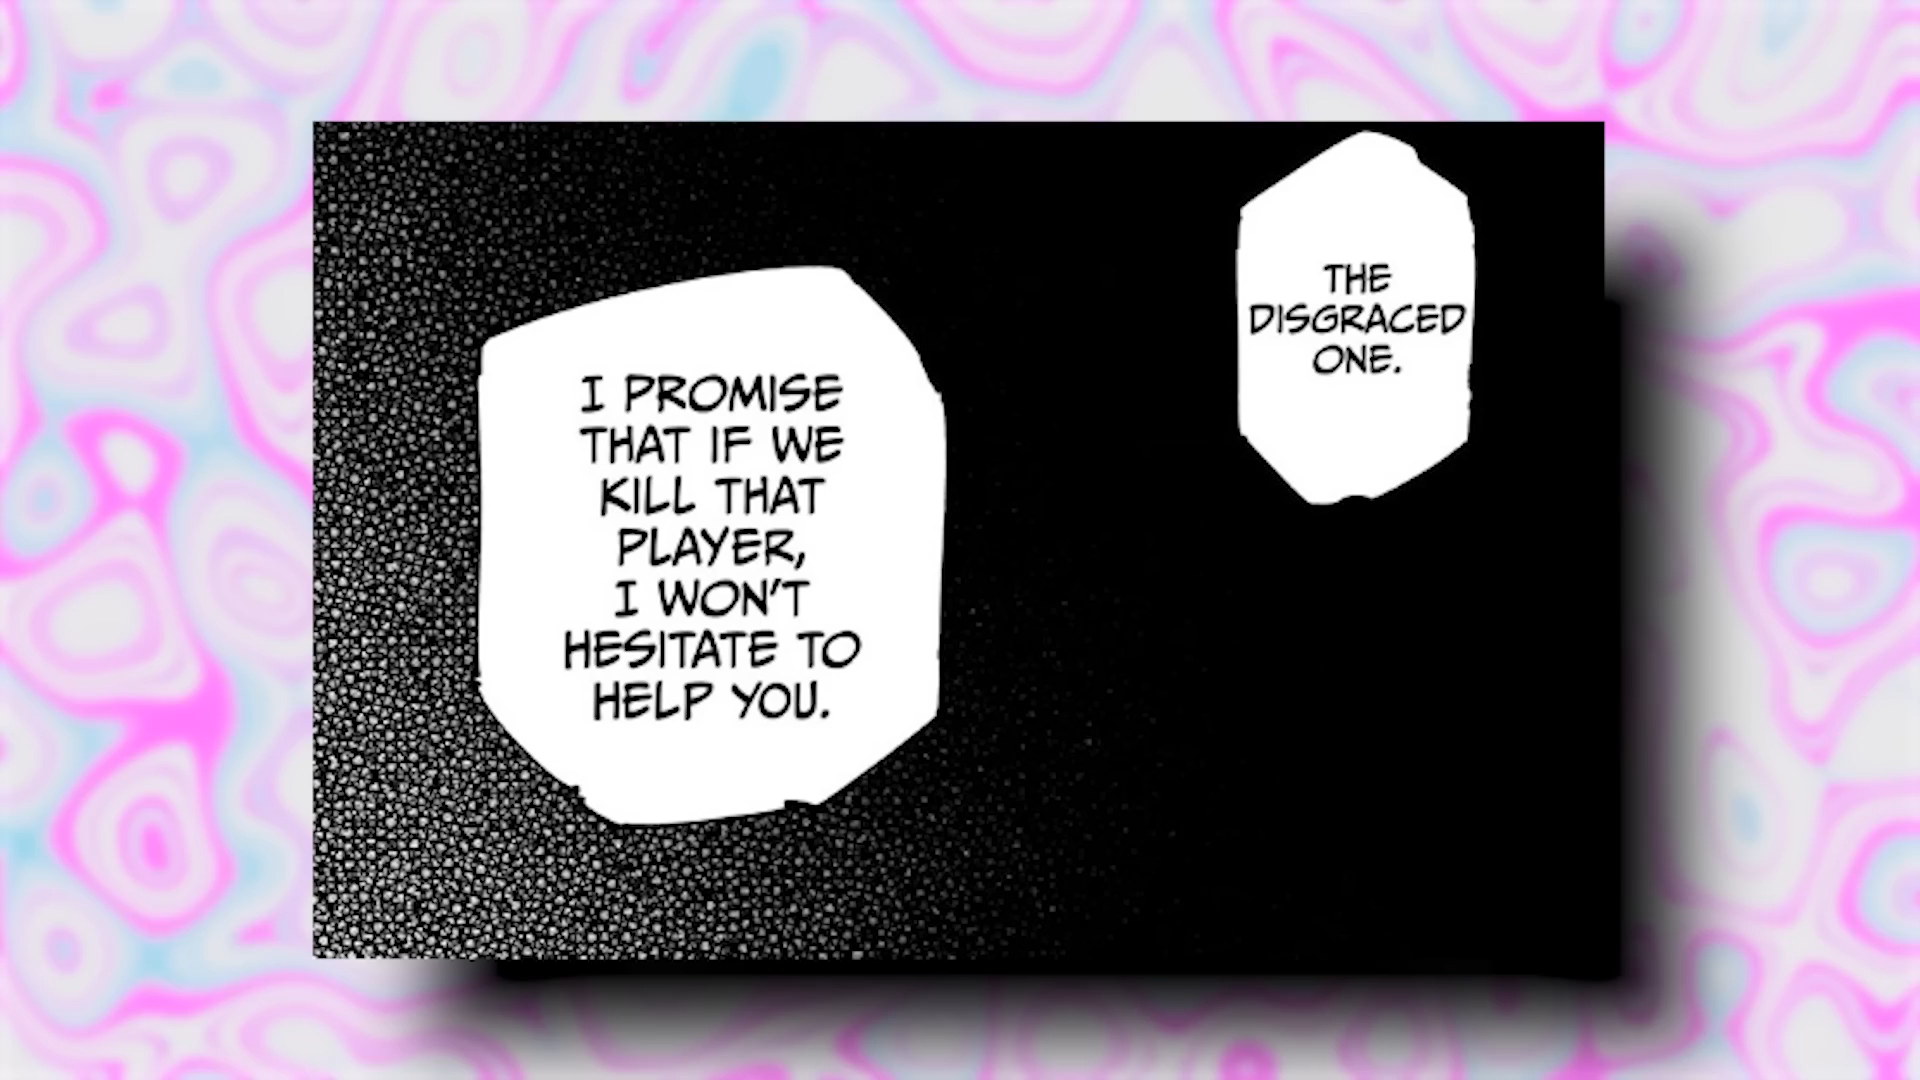 THE
DISGRACED
ONE.
I PROMISE
THAT IF WE
KILL THAT
PLAYER,
I WON'T
HESITATE TO
HELP YOU.